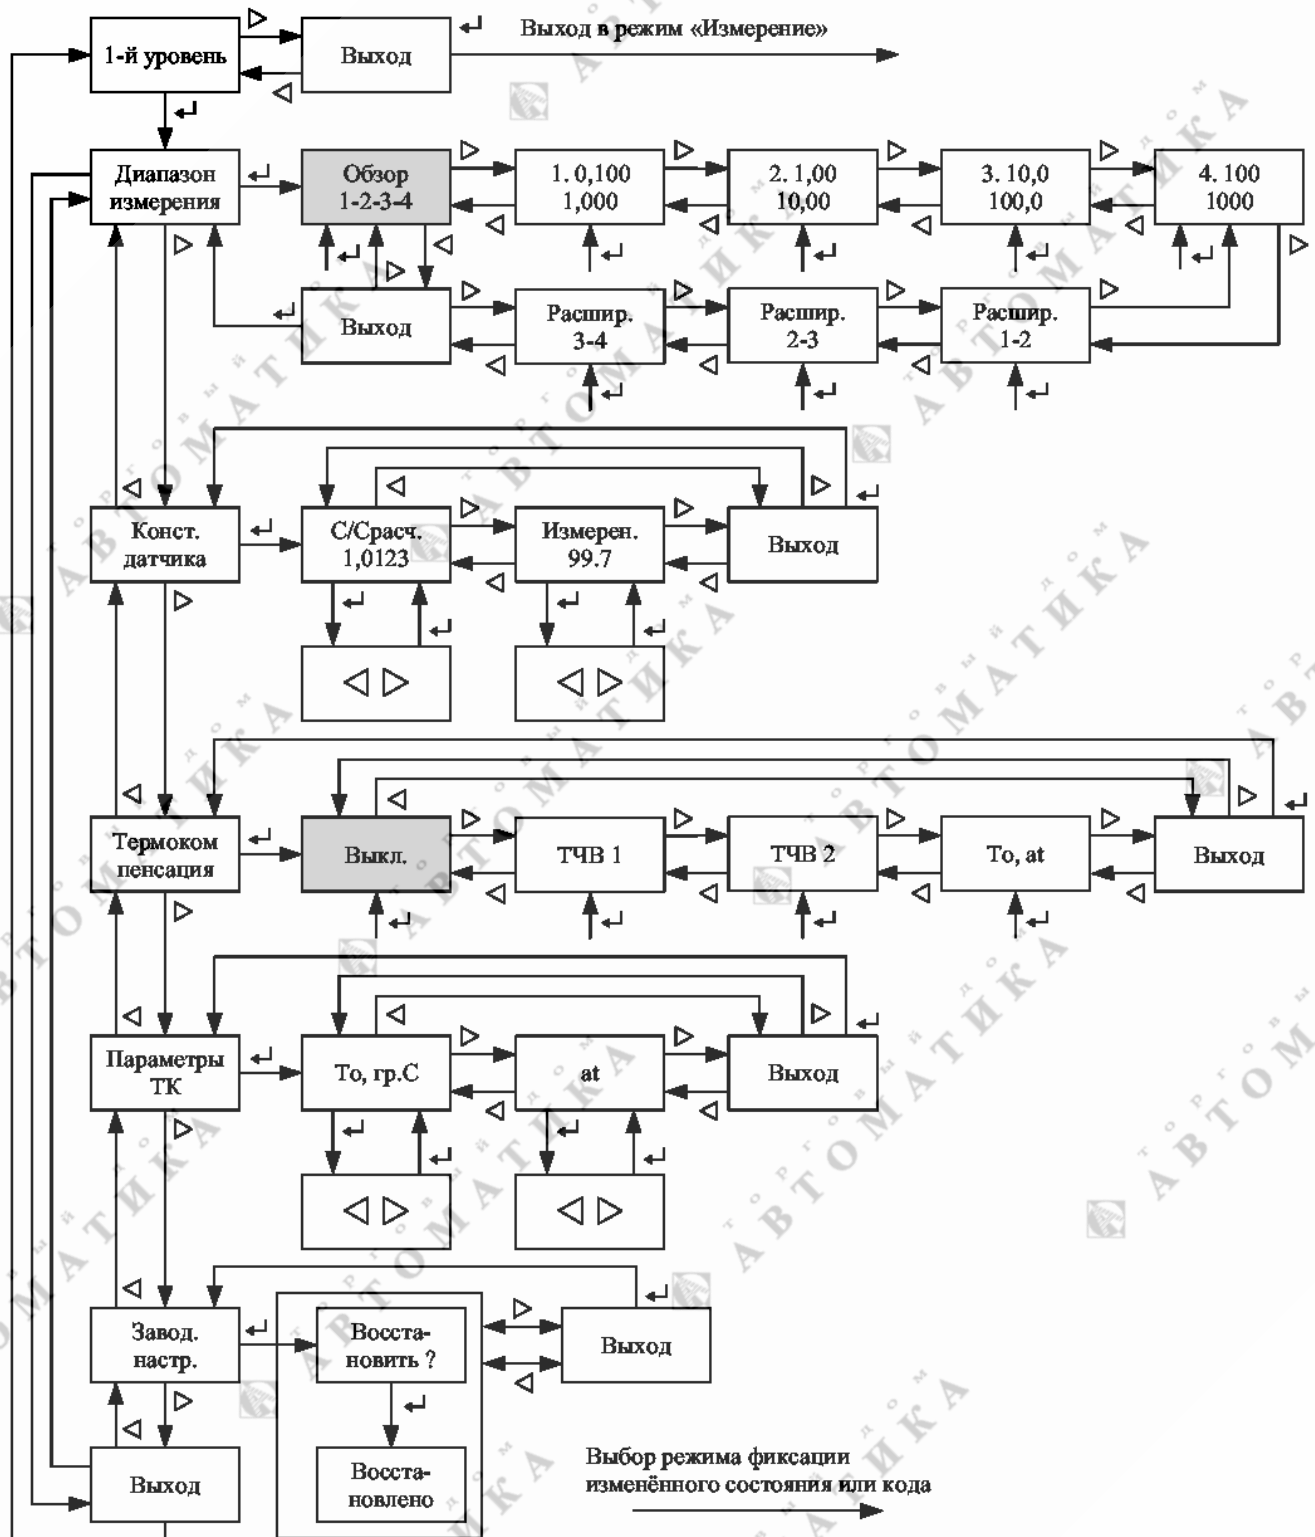 Выход в режим «Измерение»
1-й уровень
Выход
Диапазон
измерения
Обзор
1-2-3-4
1. 0,100
1,000
2. 1,00
10,00
3. 10,0
100,0
4. 100
1000
Выход
Расшир.
3-4
Расшир.
2-3
Расшир.
1-2
Конст.
датчика
С/Срасч.
1,0123
Измерен.
99.7
Выход
Термоком
пенсация
Выкл.
ТЧВ 1
ТЧВ 2
То, at
Выход
Параметры
ТК
То, гр.С
at
Выход
Завод.
настр.
Восста-
новить ?
Выход
Восста-
новлено
Выход
Выбор режима фиксации
изменённого состояния или кода
торговый дом
АВТОМАТИКА